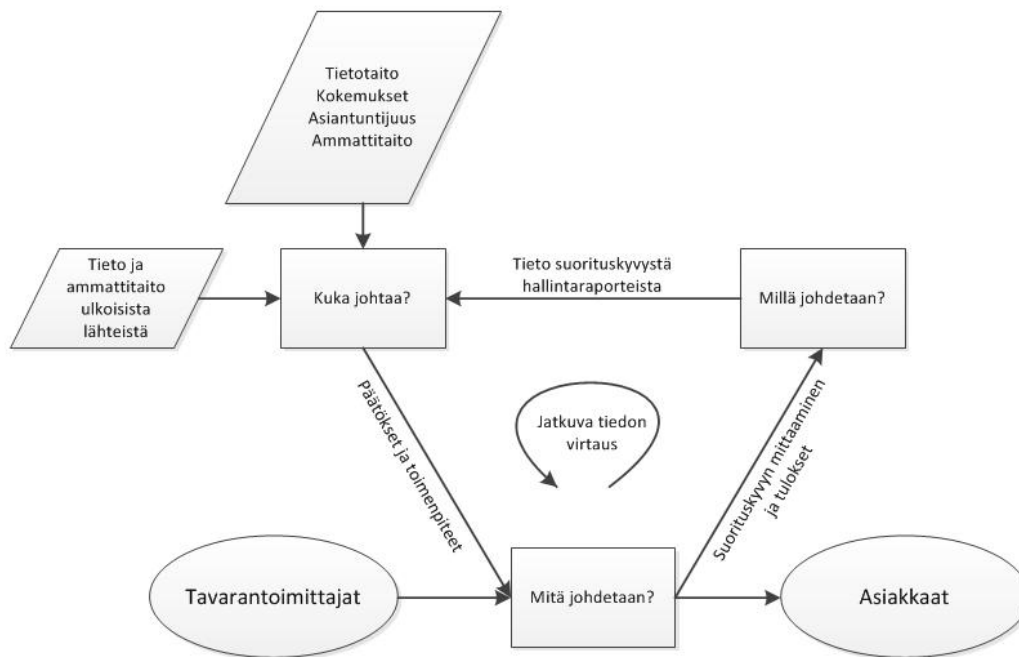 Tietotaito
Kokemukset
Asiantuntijuus
Ammattitaito
Tieto ja
ammattitaito
ulkoisista
lähteistä
Kuka johtaa?
Tieto suorituskyvystä
hallintaraporteista
Millä johdetaan?
Päätökset ja toimenpiteet
Jatkuva tiedon
virtaus
Suorituskyvyn mittaaminen
ja tulokset
Tavarantoimittajat
Mitä johdetaan?
Asiakkaat